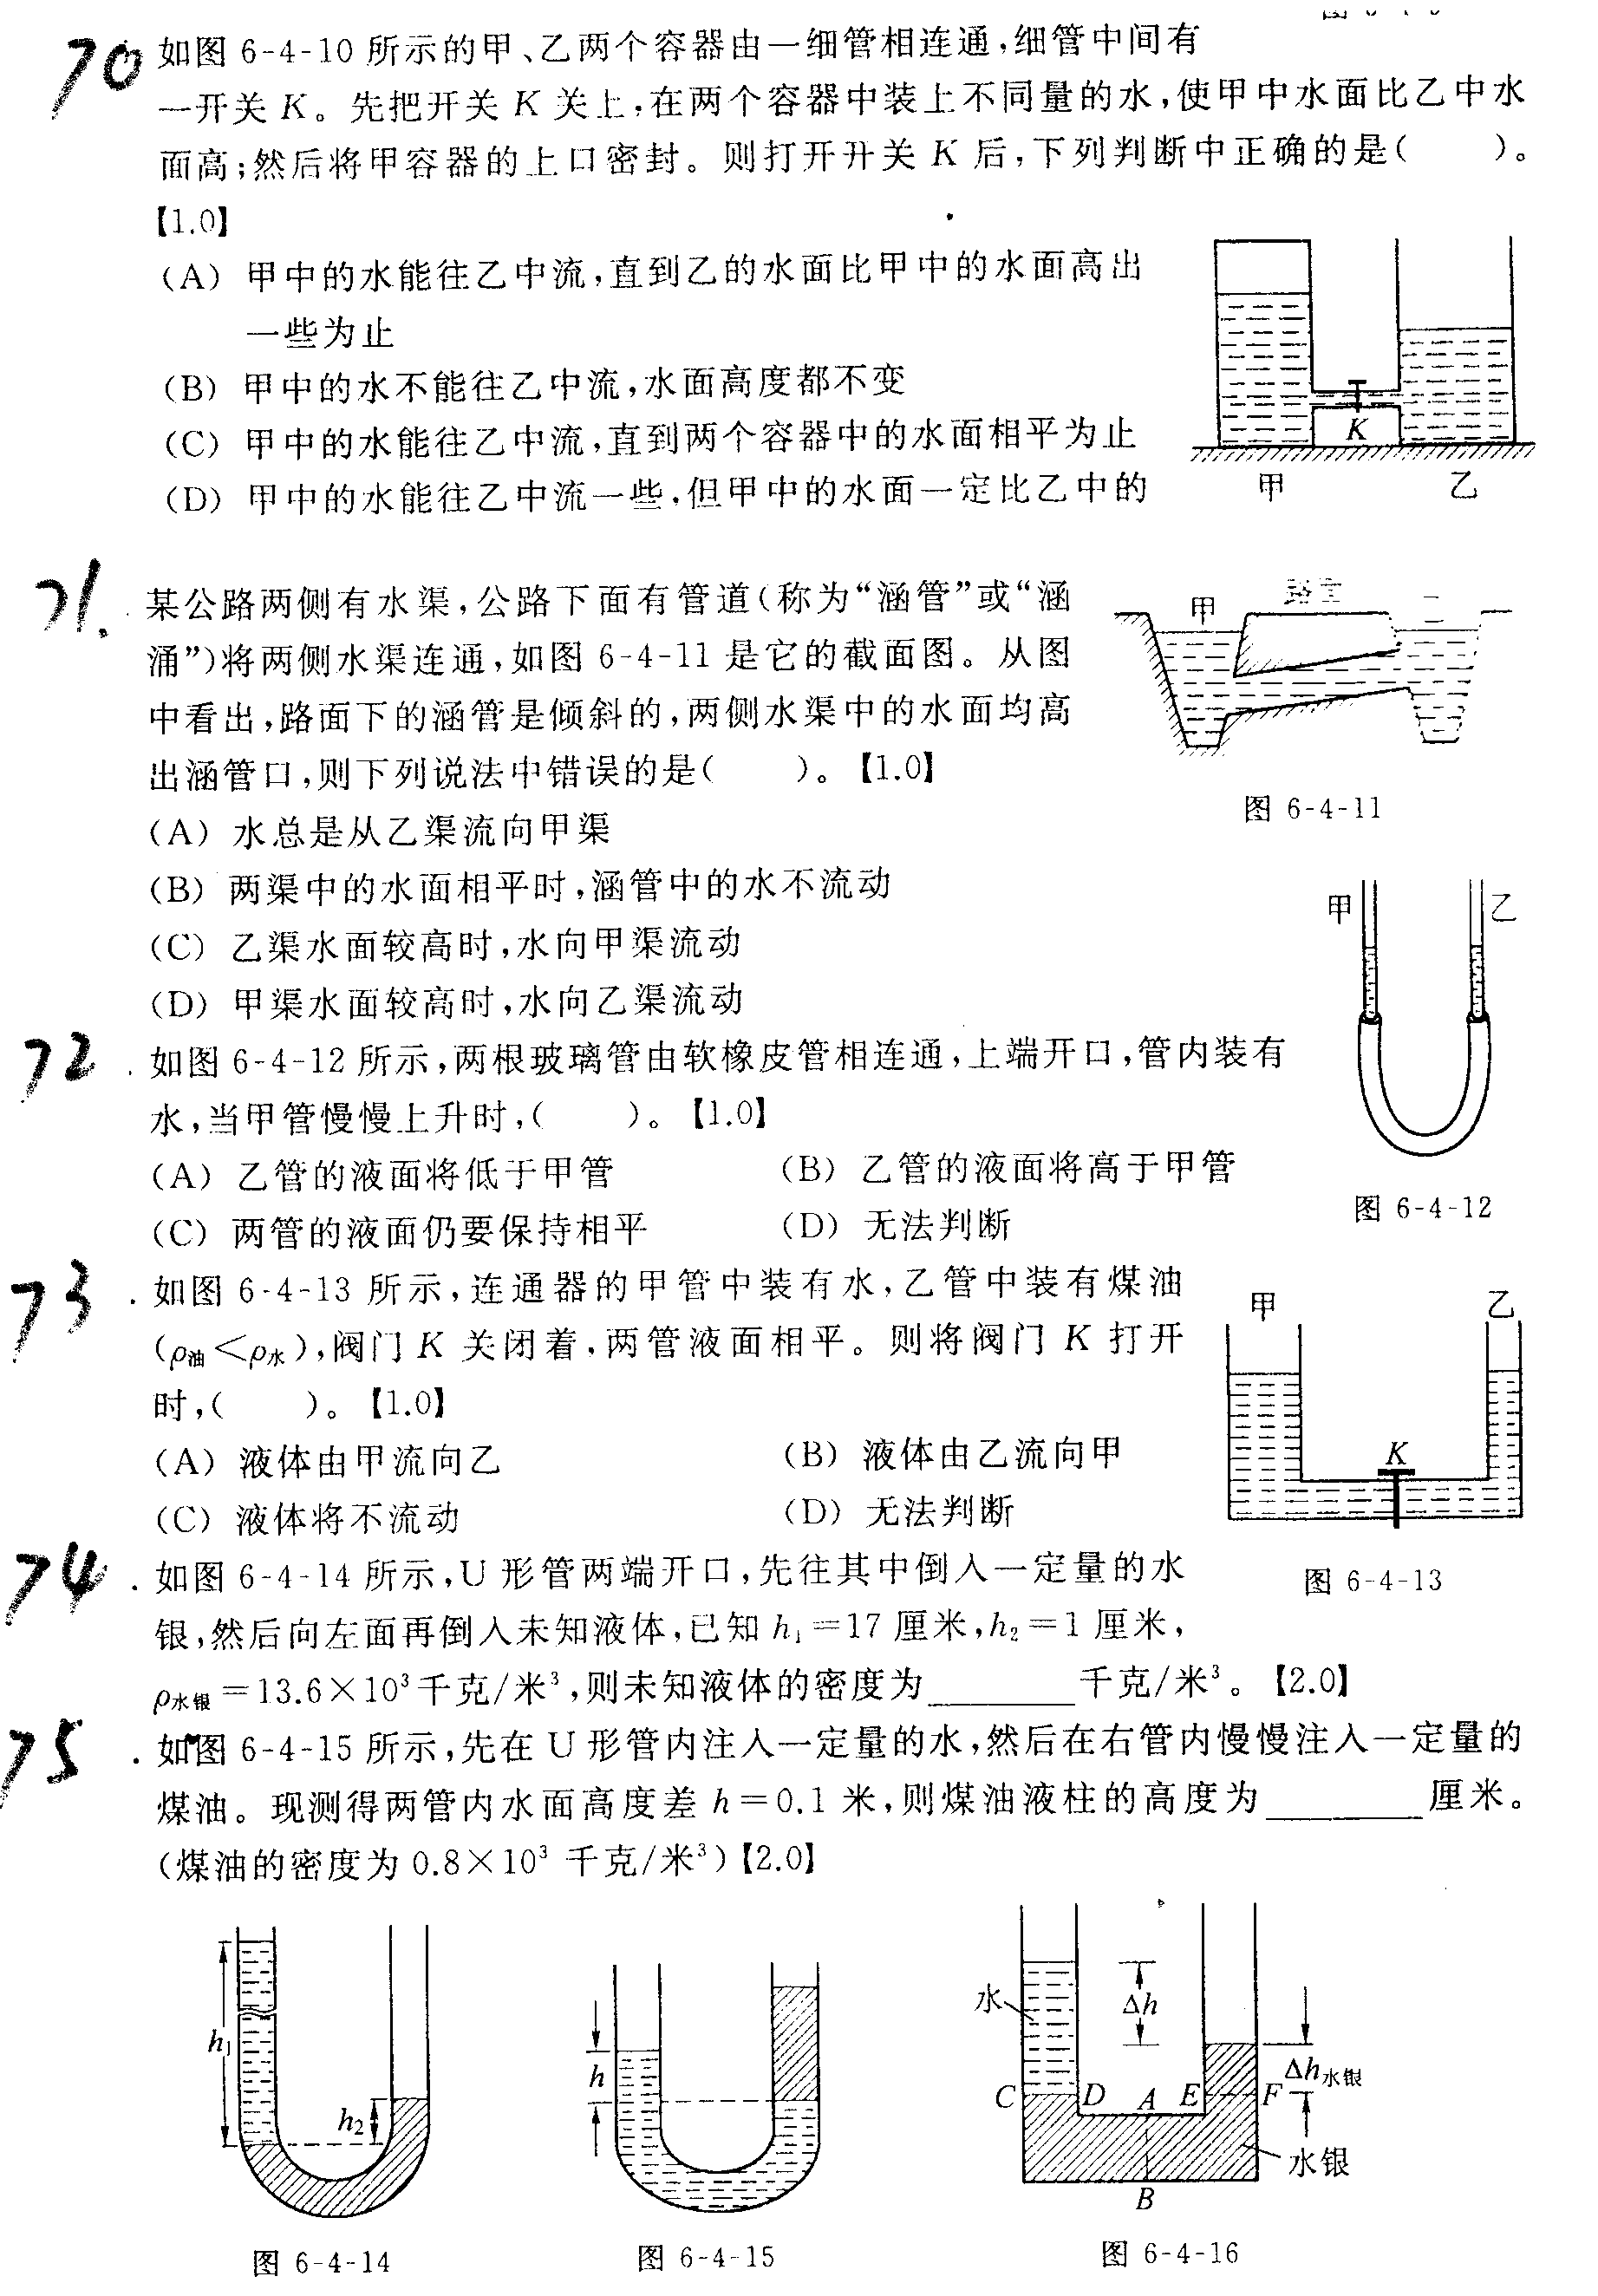 70 如图 6-4-10 所示的甲、乙两个容器由一细管相连通,细管中间有
一开关 K。先把开关 K 关上,在两个容器中装上不同量的水,使甲中水面比乙中水
面高;然后将甲容器的上口密封。则打开开关 K 后,下列判断中正确的是(　　)。
【1.0】
(A) 甲中的水能往乙中流,直到乙的水面比甲中的水面高出
一些为止
(B) 甲中的水不能往乙中流,水面高度都不变
(C) 甲中的水能往乙中流,直到两个容器中的水面相平为止
(D) 甲中的水能往乙中流一些,但甲中的水面一定比乙中的
K
甲 乙
71. 某公路两侧有水渠,公路下面有管道(称为“涵管”或“涵
涌”)将两侧水渠连通,如图 6-4-11 是它的截面图。从图
中看出,路面下的涵管是倾斜的,两侧水渠中的水面均高
出涵管口,则下列说法中错误的是(　　)。【1.0】
(A) 水总是从乙渠流向甲渠
(B) 两渠中的水面相平时,涵管中的水不流动
(C) 乙渠水面较高时,水向甲渠流动
(D) 甲渠水面较高时,水向乙渠流动
甲
图 6-4-11
72. 如图 6-4-12 所示,两根玻璃管由软橡皮管相连通,上端开口,管内装有
水,当甲管慢慢上升时,(　　)。【1.0】
(A) 乙管的液面将低于甲管 (B) 乙管的液面将高于甲管
(C) 两管的液面仍要保持相平 (D) 无法判断
甲 乙
图 6-4-12
73. 如图 6-4-13 所示,连通器的甲管中装有水,乙管中装有煤油
(ρ油<ρ水),阀门 K 关闭着,两管液面相平。则将阀门 K 打开
时,(　　)。【1.0】
(A) 液体由甲流向乙 (B) 液体由乙流向甲
(C) 液体将不流动 (D) 无法判断
甲 乙
K
图 6-4-13
74. 如图 6-4-14 所示,U 形管两端开口,先往其中倒入一定量的水
银,然后向左面再倒入未知液体,已知 h₁=17 厘米,h₂=1 厘米,
ρ水银=13.6×10³千克/米³,则未知液体的密度为________千克/米³。【2.0】
75. 如图 6-4-15 所示,先在 U 形管内注入一定量的水,然后在右管内慢慢注入一定量的
煤油。现测得两管内水面高度差 h=0.1 米,则煤油液柱的高度为________厘米。
(煤油的密度为 0.8×10³ 千克/米³)【2.0】
h₁
h₂
图 6-4-14
h
图 6-4-15
水
Δh
Δh水银
C D A E F
水银
B
图 6-4-16